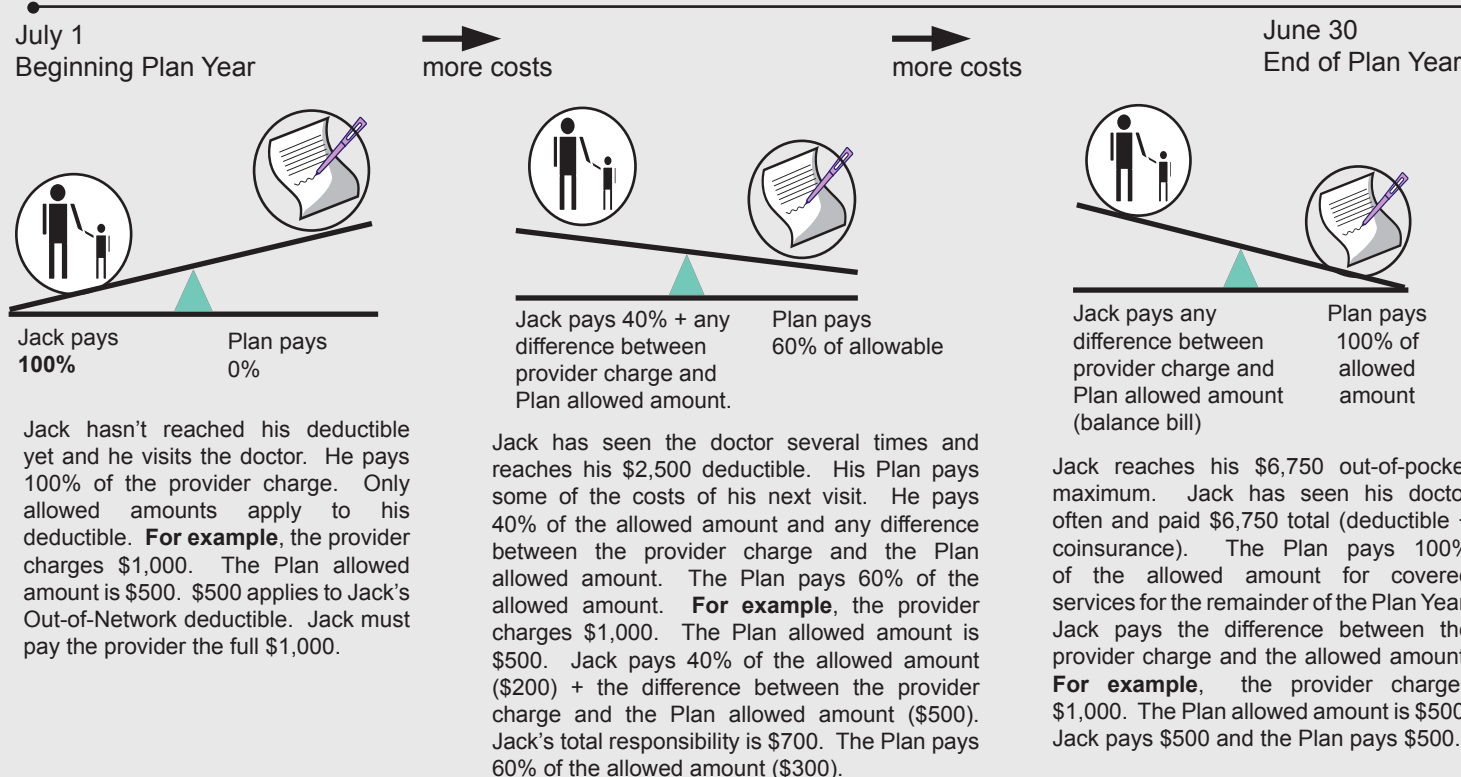 July 1
Beginning Plan Year
more costs
more costs
June 30
End of Plan Year
Jack pays
100%
Plan pays
0%
Jack hasn't reached his deductible
yet and he visits the doctor. He pays
100% of the provider charge. Only
allowed amounts apply to his
deductible. For example, the provider
charges $1,000. The Plan allowed
amount is $500. $500 applies to Jack's
Out-of-Network deductible. Jack must
pay the provider the full $1,000.
Jack pays 40% + any
difference between
provider charge and
Plan allowed amount.
Plan pays
60% of allowable
Jack has seen the doctor several times and
reaches his $2,500 deductible. His Plan pays
some of the costs of his next visit. He pays
40% of the allowed amount and any difference
between the provider charge and the Plan
allowed amount. The Plan pays 60% of the
allowed amount. For example, the provider
charges $1,000. The Plan allowed amount is
$500. Jack pays 40% of the allowed amount
($200) + the difference between the provider
charge and the Plan allowed amount ($500).
Jack's total responsibility is $700. The Plan pays
60% of the allowed amount ($300).
Jack pays any
difference between
provider charge and
Plan allowed amount
(balance bill)
Plan pays
100% of
allowed
amount
Jack reaches his $6,750 out-of-pocke
maximum. Jack has seen his docto
often and paid $6,750 total (deductible
coinsurance). The Plan pays 100%
of the allowed amount for covere
services for the remainder of the Plan Year
Jack pays the difference between the
provider charge and the allowed amount
For example, the provider charge
$1,000. The Plan allowed amount is $500
Jack pays $500 and the Plan pays $500.